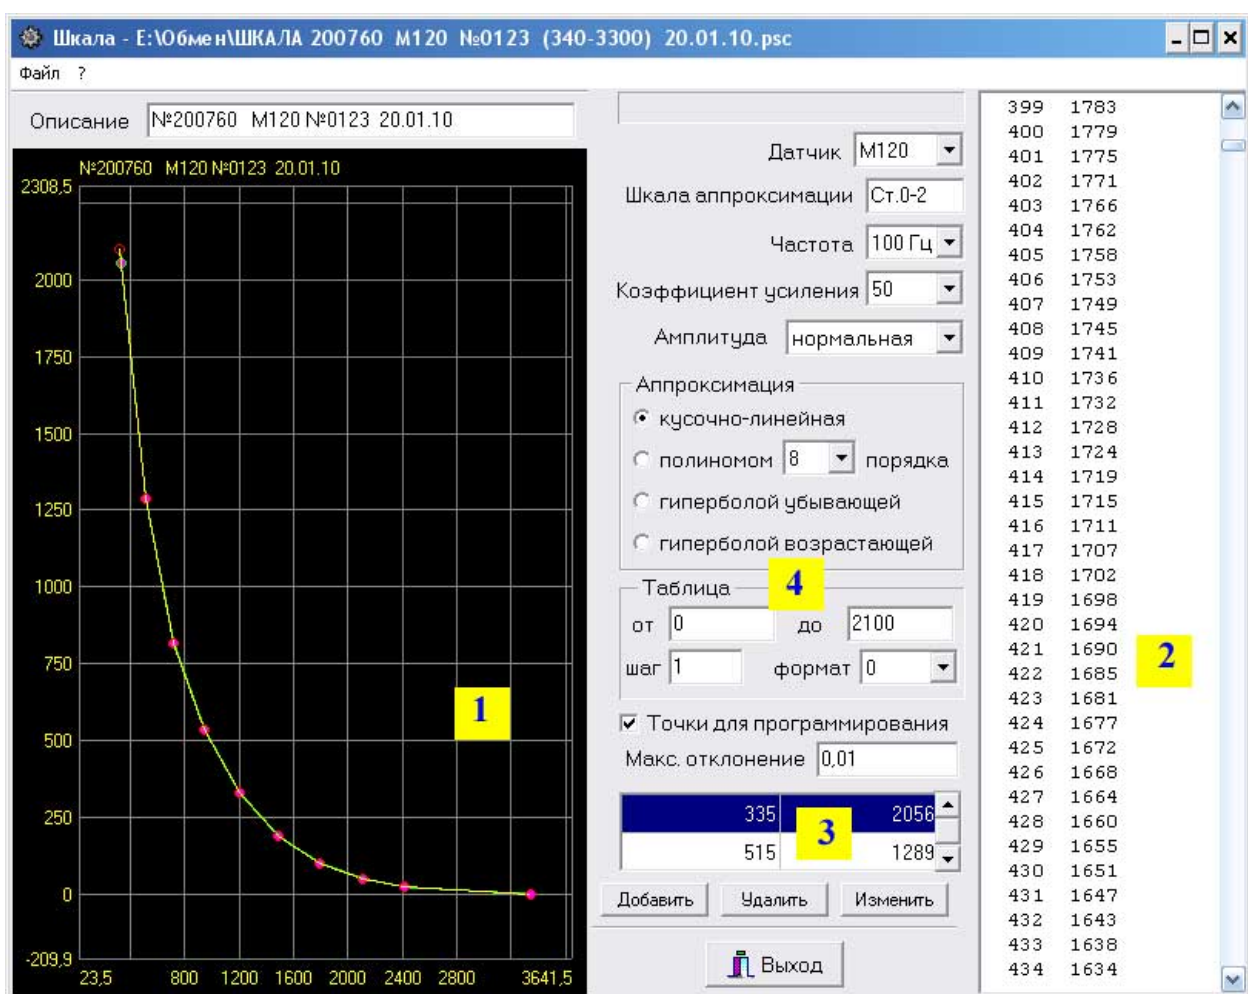 Шкала - E:\Обмен\ШКАЛА 200760 М120 №0123 (340-3300) 20.01.10.psc
Файл ?
Описание №200760 М120 №0123 20.01.10
№200760 М120 №0123 20.01.10
2308,5
2000
1750
1500
1250
1000
750
500
250
0
-209,9
23,5 800 1200 1600 2000 2400 2800 3641,5
1
Датчик М120
Шкала аппроксимации Ст.0-2
Частота 100 Гц
Коэффициент усиления 50
Амплитуда нормальная
Аппроксимация
кусочно-линейная
полиномом 8 порядка
гиперболой убывающей
гиперболой возрастающей
4
Таблица
от 0 до 2100
шаг 1 формат 0
Точки для программирования
Макс. отклонение 0,01
335 2056
515 1289
3
Добавить Удалить Изменить
Выход
399 1783
400 1779
401 1775
402 1771
403 1766
404 1762
405 1758
406 1753
407 1749
408 1745
409 1741
410 1736
411 1732
412 1728
413 1724
414 1719
415 1715
416 1711
417 1707
418 1702
419 1698
420 1694
421 1690
422 1685
423 1681
424 1677
425 1672
426 1668
427 1664
428 1660
429 1655
430 1651
431 1647
432 1643
433 1638
434 1634
2